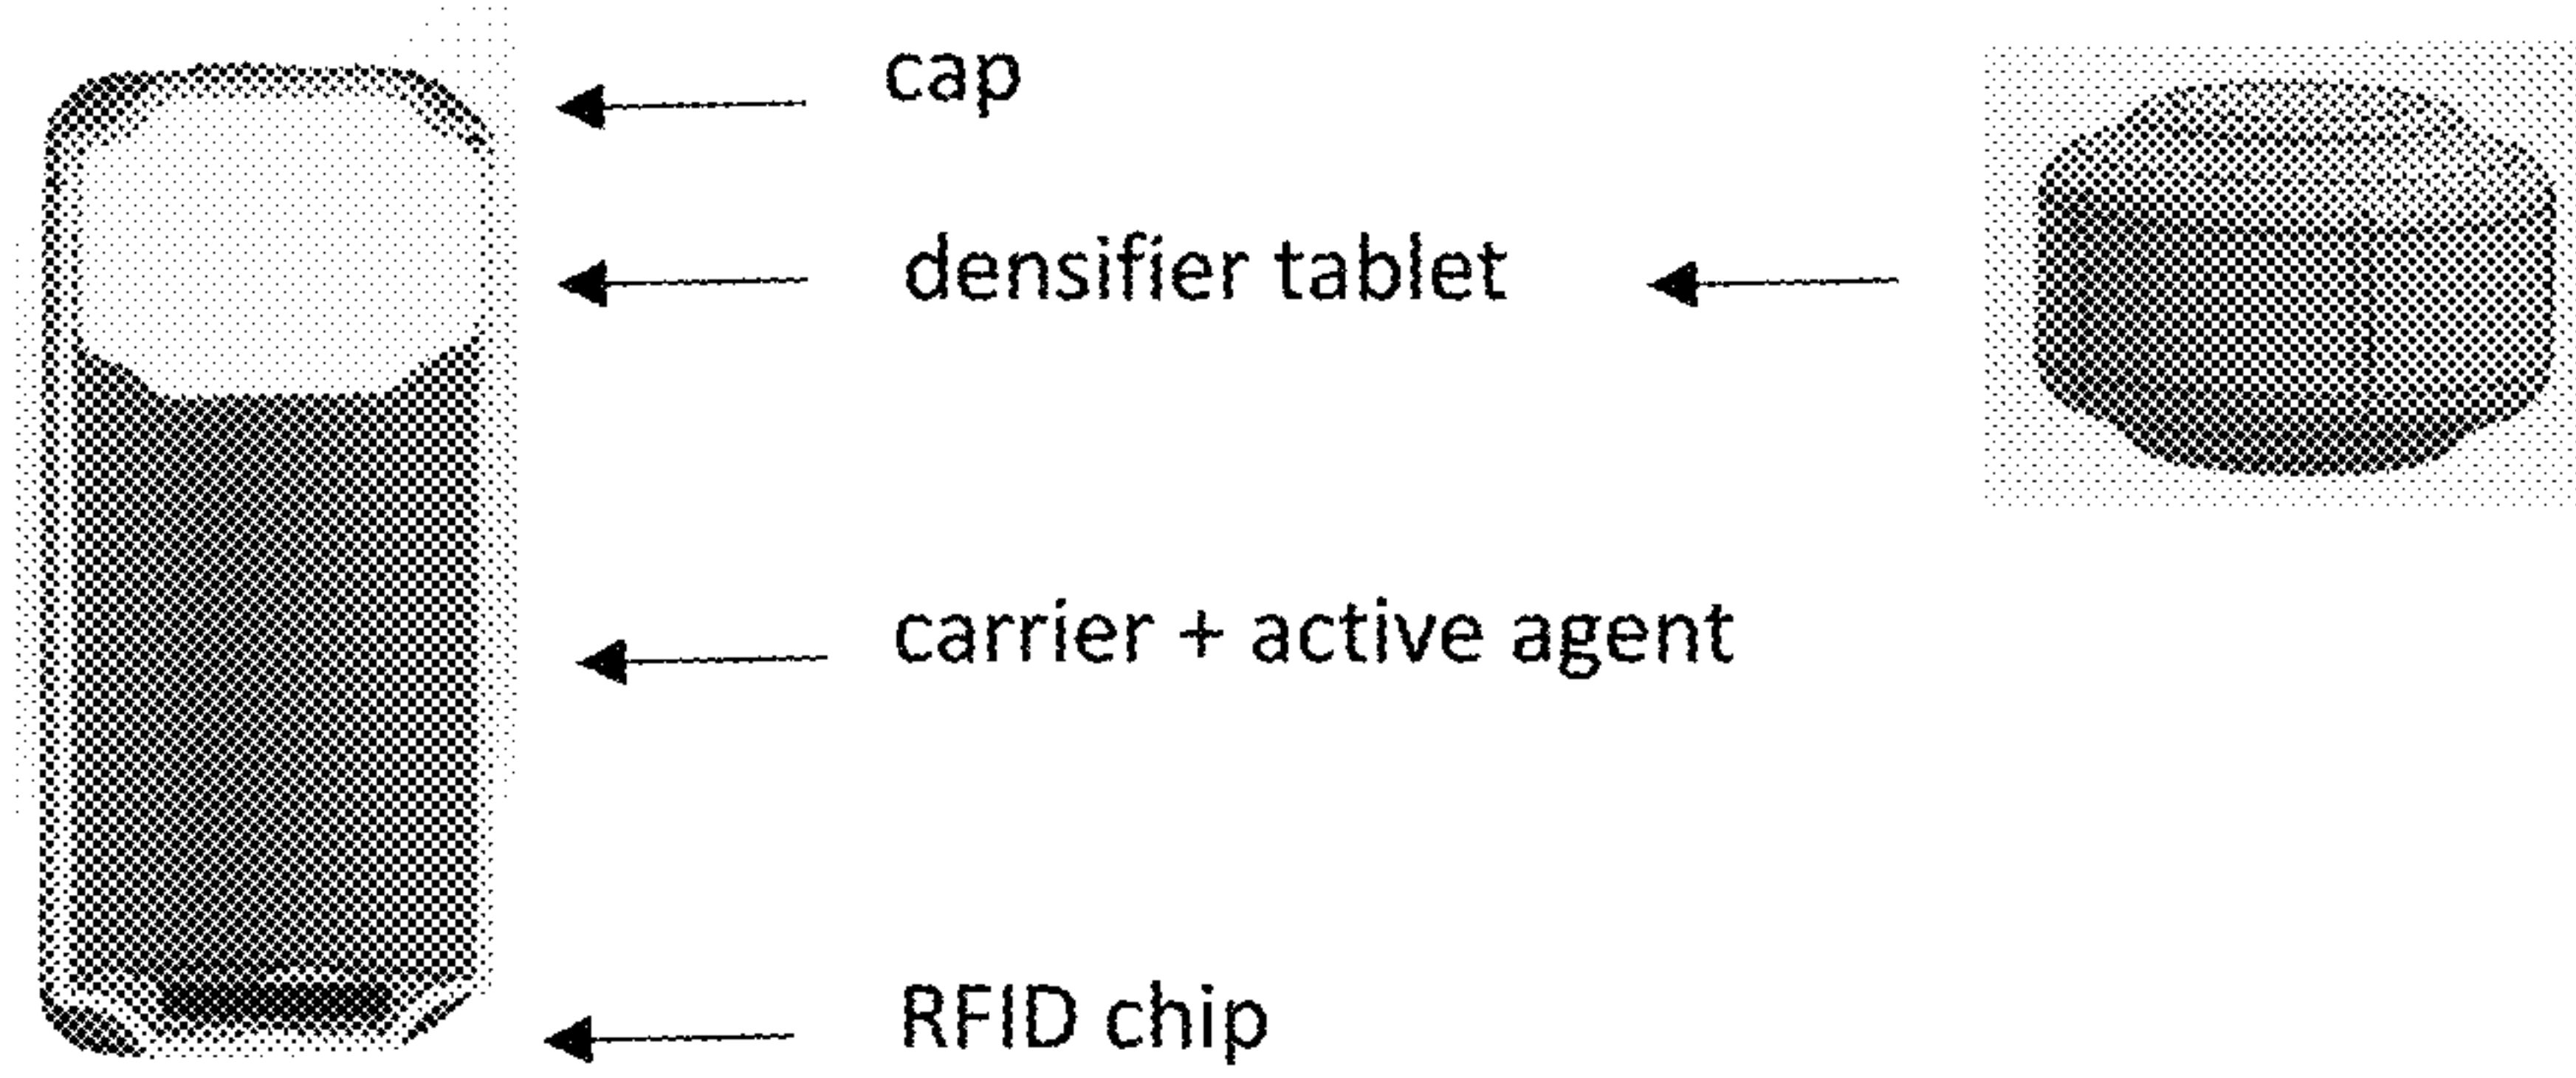 cap
densifier tablet
carrier + active agent
RFID chip